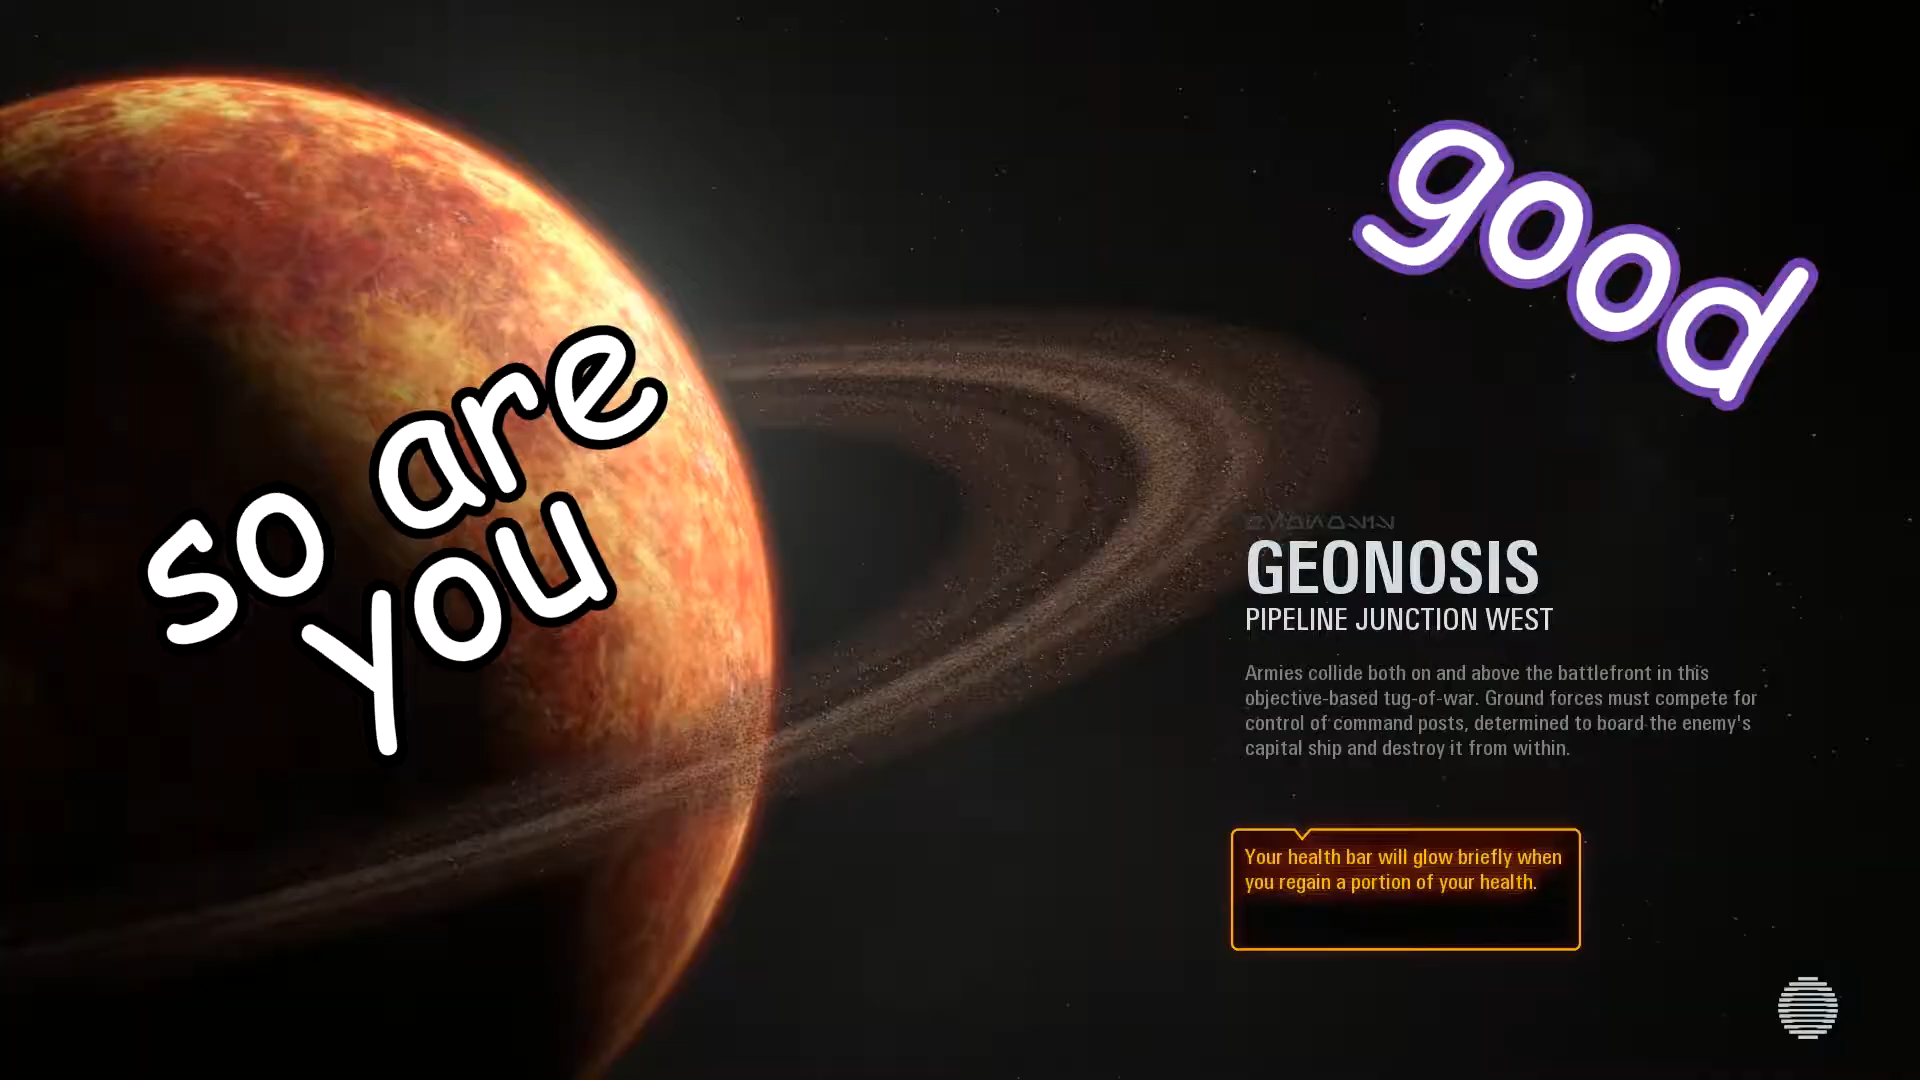 good
so are
you
GEONOSIS
PIPELINE JUNCTION WEST
Armies collide both on and above the battlefront in this
objective-based tug-of-war. Ground forces must compete for
control of command posts, determined to board the enemy's
capital ship and destroy it from within.
Your health bar will glow briefly when
you regain a portion of your health.